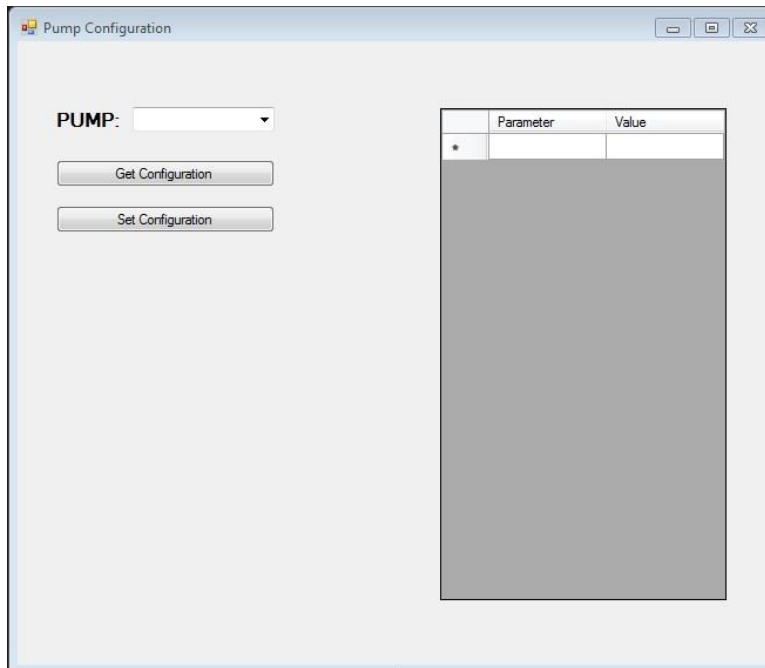 Pump Configuration
PUMP:
Get Configuration
Set Configuration
Parameter Value
*